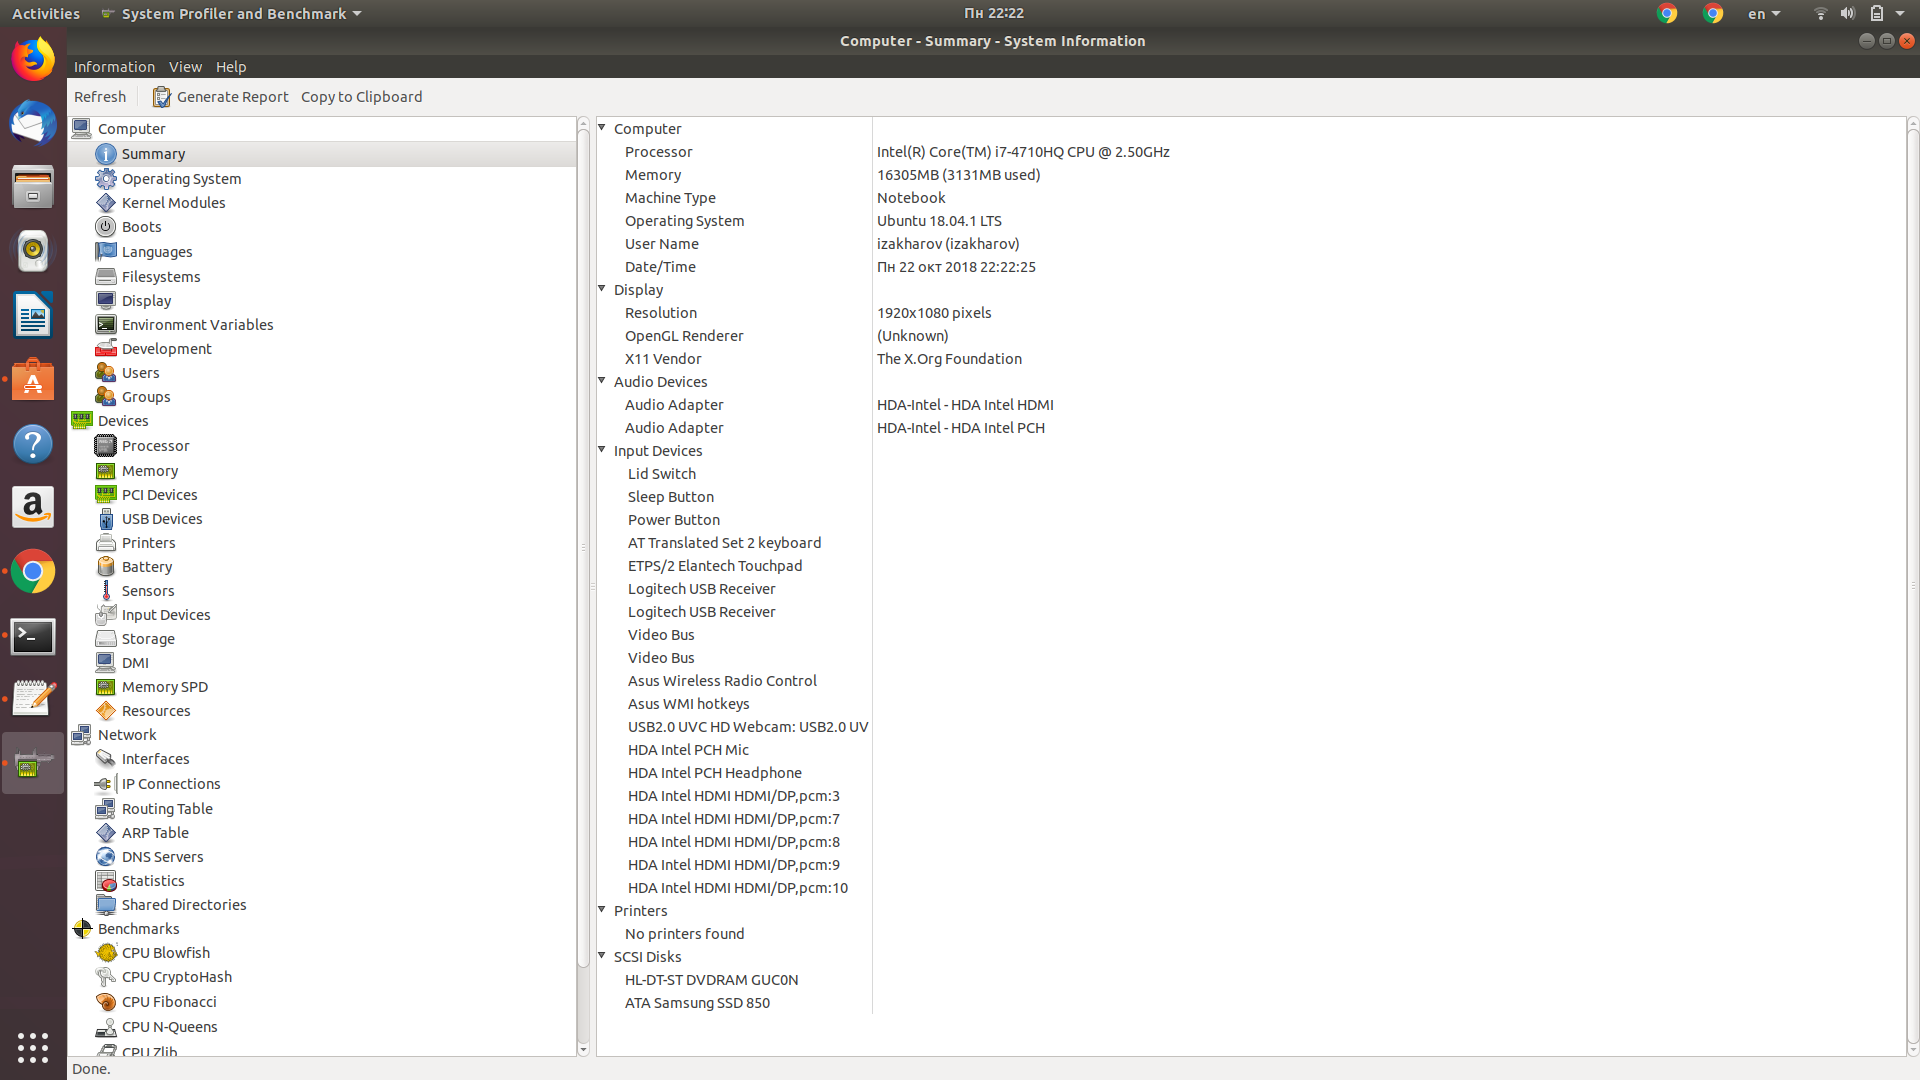 Activities
System Profiler and Benchmark
Пн 22:22
en
Computer - Summary - System Information
Information View Help
Refresh Generate Report Copy to Clipboard
Computer
Summary
Operating System
Kernel Modules
Boots
Languages
Filesystems
Display
Environment Variables
Development
Users
Groups
Devices
Processor
Memory
PCI Devices
USB Devices
Printers
Battery
Sensors
Input Devices
Storage
DMI
Memory SPD
Resources
Network
Interfaces
IP Connections
Routing Table
ARP Table
DNS Servers
Statistics
Shared Directories
Benchmarks
CPU Blowfish
CPU CryptoHash
CPU Fibonacci
CPU N-Queens
CPU Zlib
Computer
Processor Intel(R) Core(TM) i7-4710HQ CPU @ 2.50GHz
Memory 16305MB (3131MB used)
Machine Type Notebook
Operating System Ubuntu 18.04.1 LTS
User Name izakharov (izakharov)
Date/Time Пн 22 окт 2018 22:22:25
Display
Resolution 1920x1080 pixels
OpenGL Renderer (Unknown)
X11 Vendor The X.Org Foundation
Audio Devices
Audio Adapter HDA-Intel - HDA Intel HDMI
Audio Adapter HDA-Intel - HDA Intel PCH
Input Devices
Lid Switch
Sleep Button
Power Button
AT Translated Set 2 keyboard
ETPS/2 Elantech Touchpad
Logitech USB Receiver
Logitech USB Receiver
Video Bus
Video Bus
Asus Wireless Radio Control
Asus WMI hotkeys
USB2.0 UVC HD Webcam: USB2.0 UV
HDA Intel PCH Mic
HDA Intel PCH Headphone
HDA Intel HDMI HDMI/DP,pcm:3
HDA Intel HDMI HDMI/DP,pcm:7
HDA Intel HDMI HDMI/DP,pcm:8
HDA Intel HDMI HDMI/DP,pcm:9
HDA Intel HDMI HDMI/DP,pcm:10
Printers
No printers found
SCSI Disks
HL-DT-ST DVDRAM GUC0N
ATA Samsung SSD 850
Done.